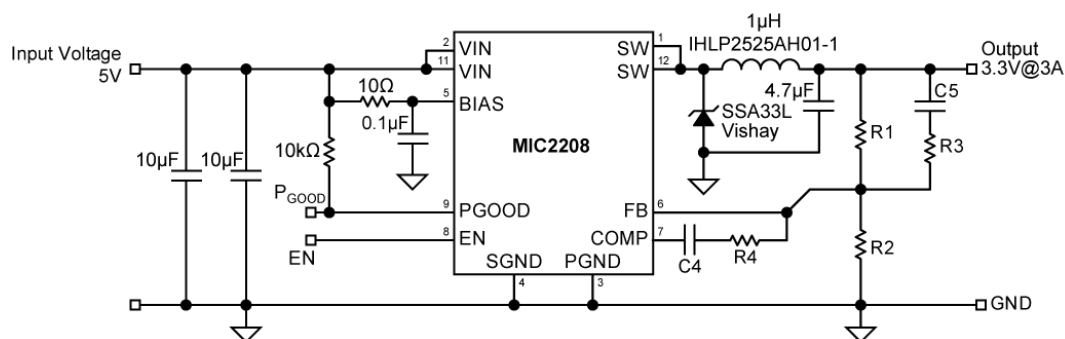 1µH
IHLP2525AH01-1
Input Voltage
5V
2
VIN
11
VIN
SW
1
SW
12
Output
3.3V@3A
10Ω
5
BIAS
0.1µF
4.7µF
C5
SSA33L
Vishay
R1
R3
MIC2208
10µF
10µF
10kΩ
PGOOD
9
PGOOD
FB
6
8
EN
COMP
7
EN
C4
R4
R2
SGND
PGND
4
3
GND